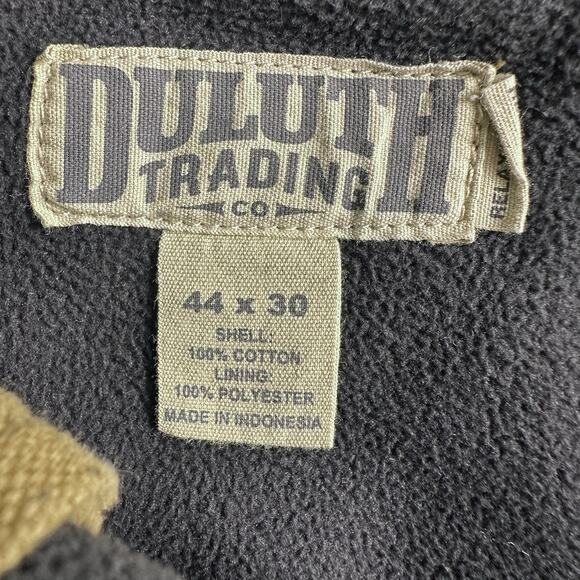 DULUTH
TRADING
CO
44 x 30
SHELL:
100% COTTON
LINING:
100% POLYESTER
MADE IN INDONESIA